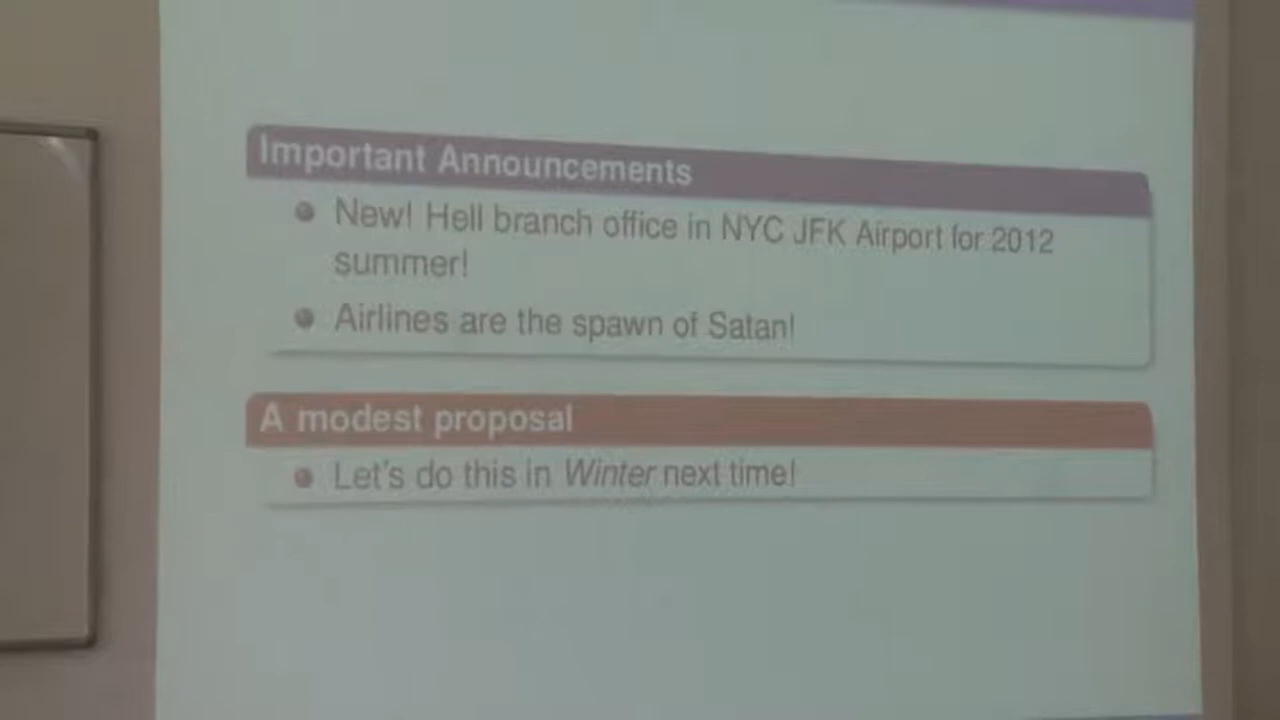 Important Announcements
New! Hell branch office in NYC JFK Airport for 2012
summer!
Airlines are the spawn of Satan!
A modest proposal
Let's do this in Winter next time!